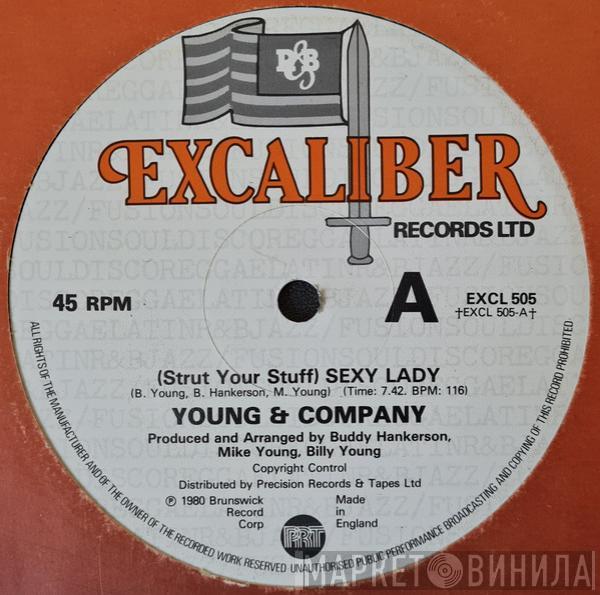 R&B
EXCALIBER
RECORDS LTD
45 RPM
A
EXCL 505
†EXCL 505-A†
(Strut Your Stuff) SEXY LADY
(B. Young, B. Hankerson, M. Young) (Time: 7.42. BPM: 116)
YOUNG & COMPANY
Produced and Arranged by Buddy Hankerson,
Mike Young, Billy Young
Copyright Control
Distributed by Precision Records & Tapes Ltd
℗ 1980 Brunswick
Record
Corp
Made
in
England
PRT
ALL RIGHTS OF THE MANUFACTURER AND OF THE OWNER OF THE RECORDED WORK RESERVED UNAUTHORISED PUBLIC PERFORMANCE BROADCASTING AND COPYING OF THIS RECORD PROHIBITED
МАРКЕТ ВИНИЛА